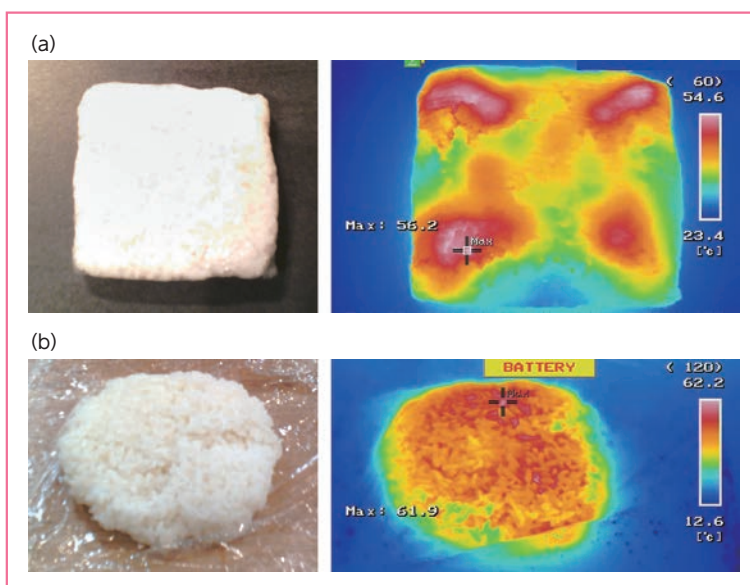 (a)
( 60)
54.6
Max: 56.2
Max
23.4
[℃]
(b)
BATTERY
( 120)
62.2
Max
Max: 61.9
12.6
[℃]